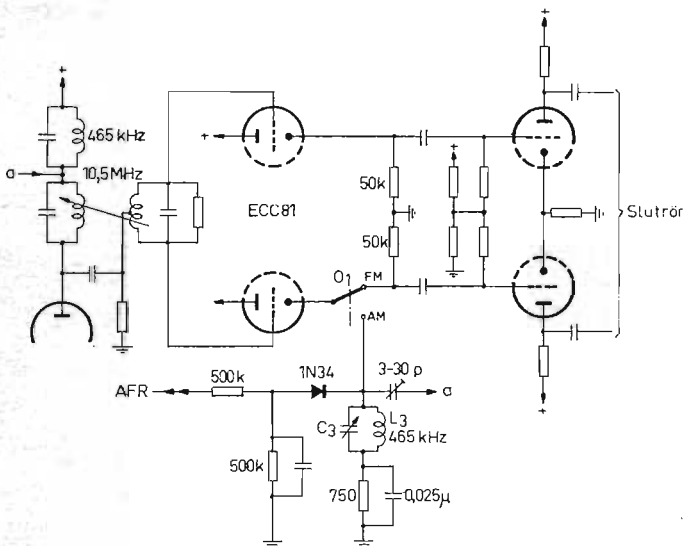 +
465 kHz
a
10,5 MHz
+
ECC81
50k
50k
+
+
Slutrör
O1
FM
AM
+
AFR
500k
1N34
3-30 p
a
C3
L3
465 kHz
500k
750
0,025μ